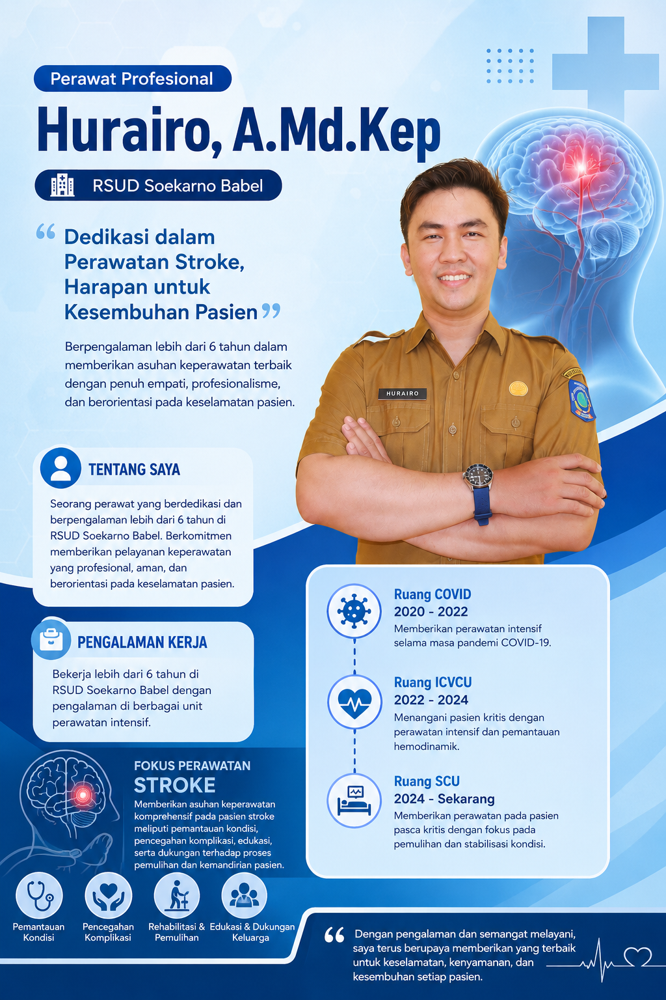 Perawat Profesional
Hurairo, A.Md.Kep
RSUD Soekarno Babel
“ Dedikasi dalam
Perawatan Stroke,
Harapan untuk
Kesembuhan Pasien ”
Berpengalaman lebih dari 6 tahun dalam
memberikan asuhan keperawatan terbaik
dengan penuh empati, profesionalisme,
dan berorientasi pada keselamatan pasien.
HURAIRO
TENTANG SAYA
Seorang perawat yang berdedikasi dan
berpengalaman lebih dari 6 tahun di
RSUD Soekarno Babel. Berkomitmen
memberikan pelayanan keperawatan
yang profesional, aman, dan
berorientasi pada keselamatan pasien.
PENGALAMAN KERJA
Bekerja lebih dari 6 tahun di
RSUD Soekarno Babel dengan
pengalaman di berbagai unit
perawatan intensif.
Ruang COVID
2020 - 2022
Memberikan perawatan intensif
selama masa pandemi COVID-19.
Ruang ICVCU
2022 - 2024
Menangani pasien kritis dengan
perawatan intensif dan pemantauan
hemodinamik.
Ruang SCU
2024 - Sekarang
Memberikan perawatan pada pasien
pasca kritis dengan fokus pada
pemulihan dan stabilisasi kondisi.
FOKUS PERAWATAN
STROKE
Memberikan asuhan keperawatan
komprehensif pada pasien stroke
meliputi pemantauan kondisi,
pencegahan komplikasi, edukasi,
serta dukungan terhadap proses
pemulihan dan kemandirian pasien.
Pemantauan
Kondisi
Pencegahan
Komplikasi
Rehabilitasi &
Pemulihan
Edukasi & Dukungan
Keluarga
“ Dengan pengalaman dan semangat melayani,
saya terus berupaya memberikan yang terbaik
untuk keselamatan, kenyamanan, dan
kesembuhan setiap pasien.